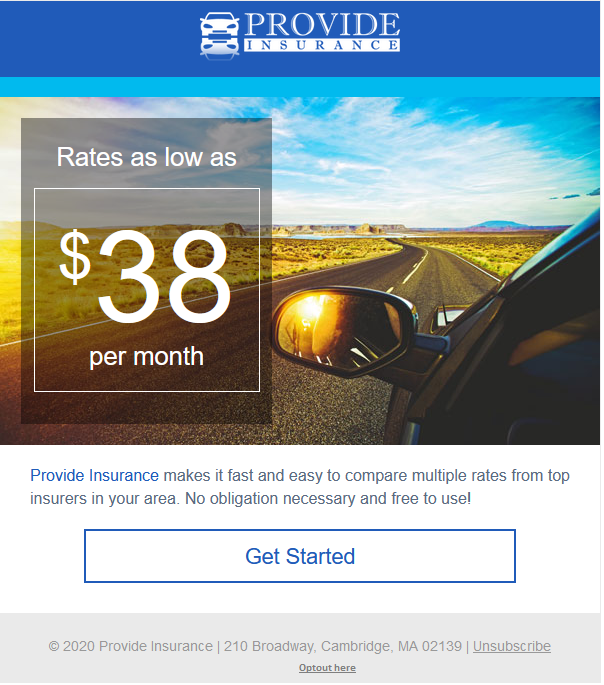 PROVIDE
INSURANCE
Rates as low as
$38
per month
Provide Insurance makes it fast and easy to compare multiple rates from top
insurers in your area. No obligation necessary and free to use!
Get Started
© 2020 Provide Insurance | 210 Broadway, Cambridge, MA 02139 | Unsubscribe
Optout here